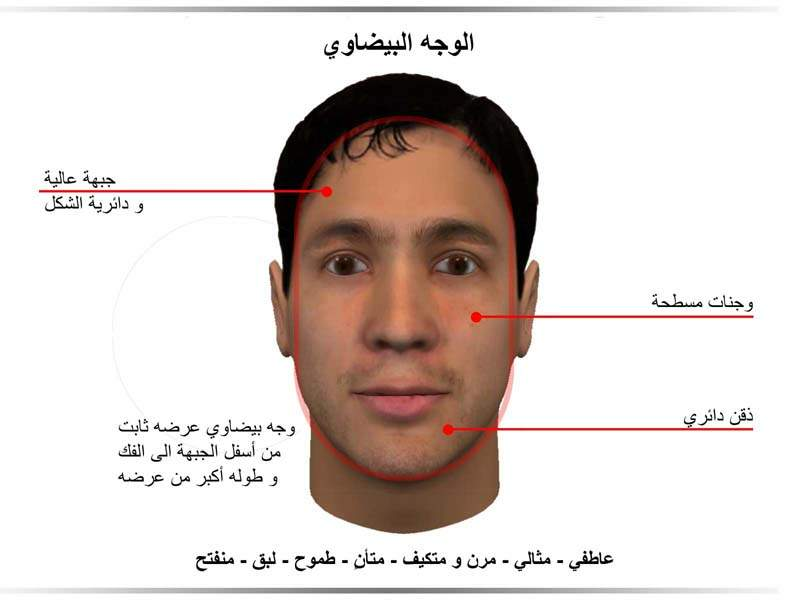 الوجه البيضاوي
جبهة عالية
و دائرية الشكل
وجنات مسطحة
ذقن دائري
وجه بيضاوي عرضه ثابت
من أسفل الجبهة الى الفك
و طوله أكبر من عرضه
عاطفي - مثالي - مرن و متكيف - متأنٍ - طموح - لبق - منفتح